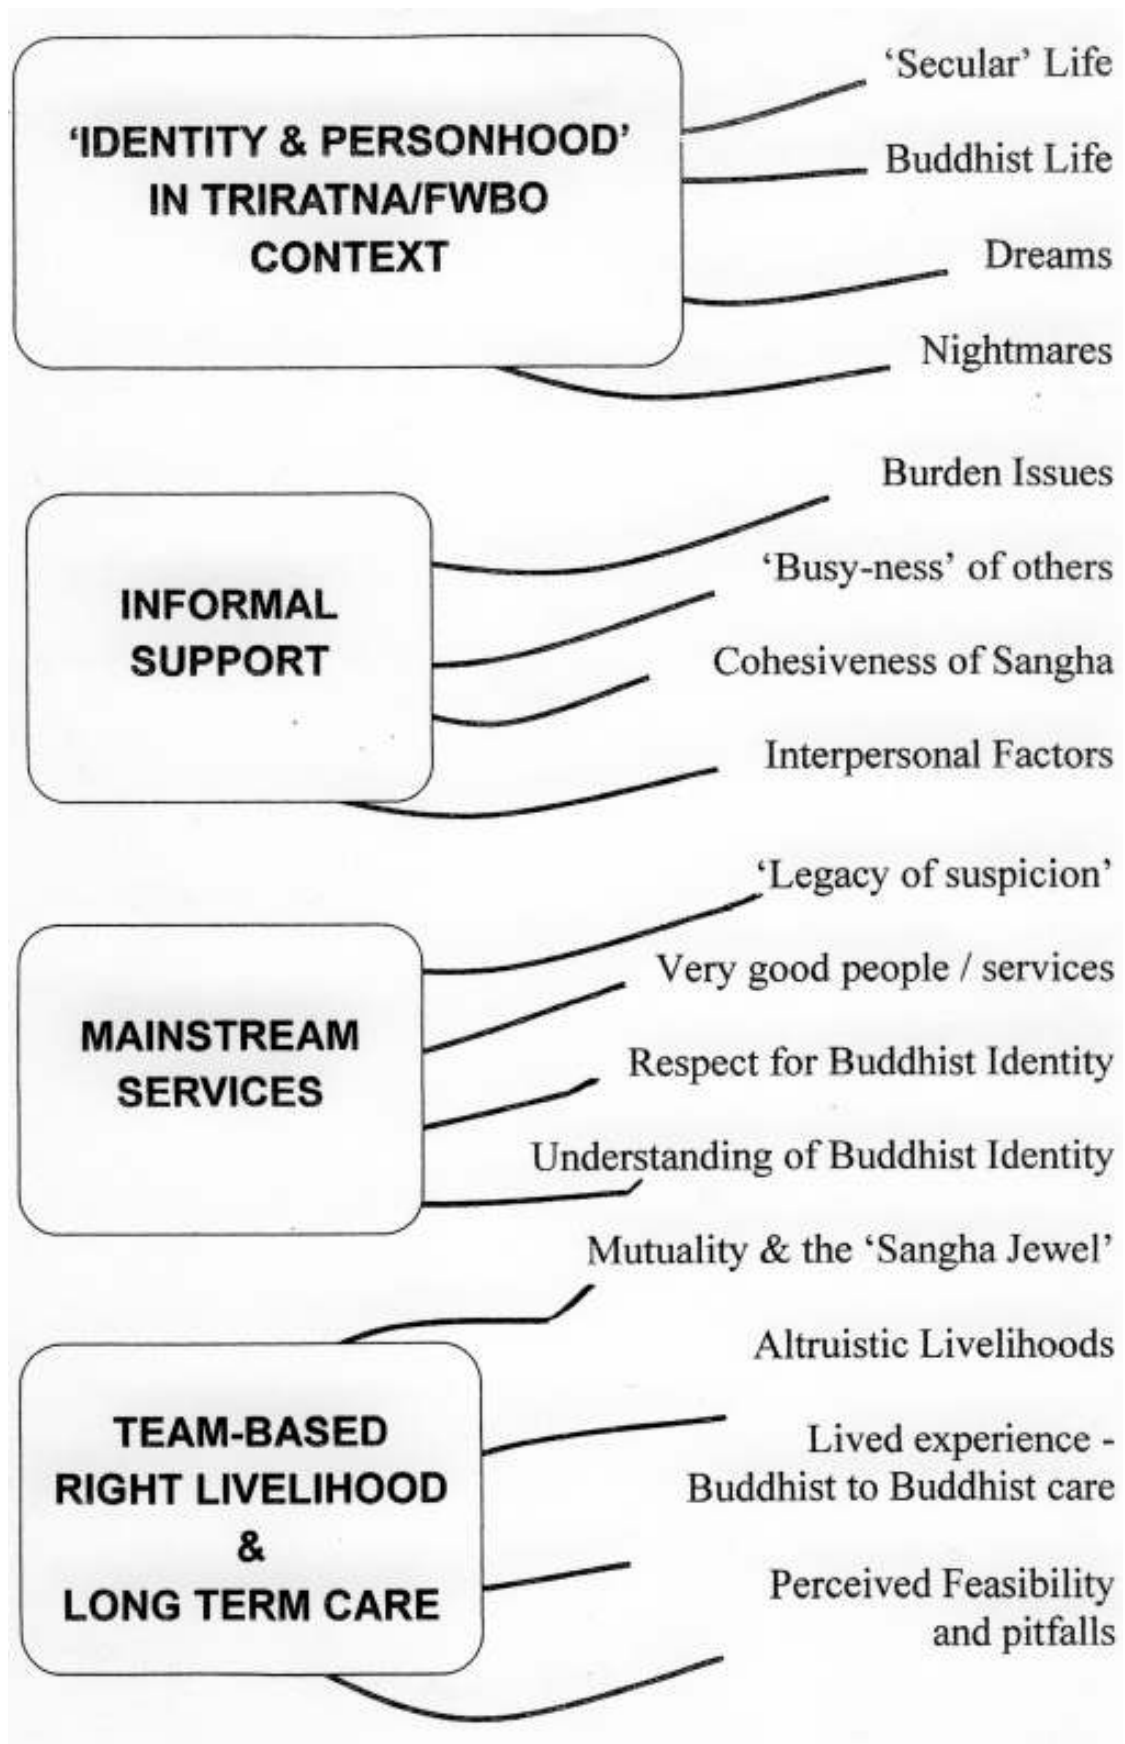 ‘IDENTITY & PERSONHOOD’
IN TRIRATNA/FWBO
CONTEXT
‘Secular’ Life
Buddhist Life
Dreams
Nightmares
INFORMAL
SUPPORT
Burden Issues
‘Busy-ness’ of others
Cohesiveness of Sangha
Interpersonal Factors
MAINSTREAM
SERVICES
‘Legacy of suspicion’
Very good people / services
Respect for Buddhist Identity
Understanding of Buddhist Identity
TEAM-BASED
RIGHT LIVELIHOOD
&
LONG TERM CARE
Mutuality & the ‘Sangha Jewel’
Altruistic Livelihoods
Lived experience -
Buddhist to Buddhist care
Perceived Feasibility
and pitfalls